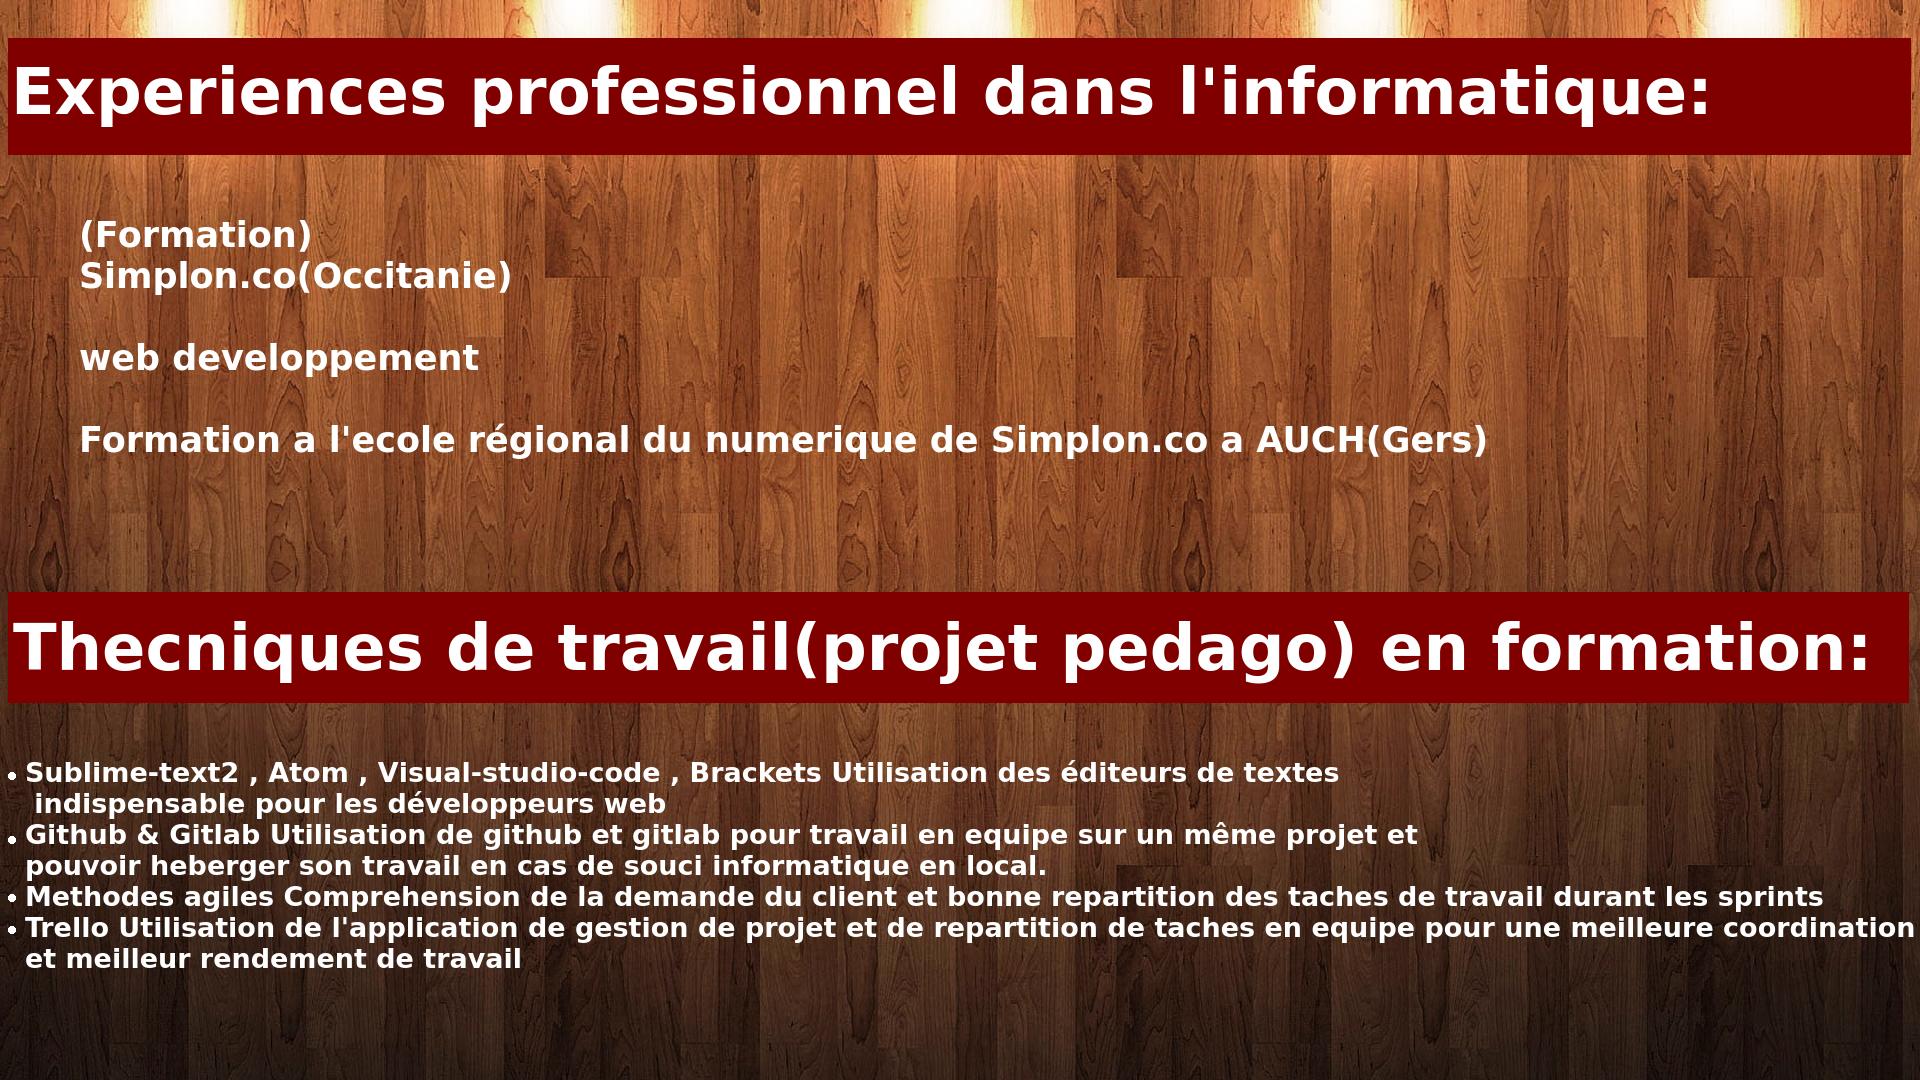 Experiences professionnel dans l'informatique:
(Formation)
Simplon.co(Occitanie)
web developpement
Formation a l'ecole régional du numerique de Simplon.co a AUCH(Gers)
Thecniques de travail(projet pedago) en formation:
• Sublime-text2 , Atom , Visual-studio-code , Brackets Utilisation des éditeurs de textes
indispensable pour les développeurs web
• Github & Gitlab Utilisation de github et gitlab pour travail en equipe sur un même projet et
pouvoir heberger son travail en cas de souci informatique en local.
• Methodes agiles Comprehension de la demande du client et bonne repartition des taches de travail durant les sprints
• Trello Utilisation de l'application de gestion de projet et de repartition de taches en equipe pour une meilleure coordination
et meilleur rendement de travail